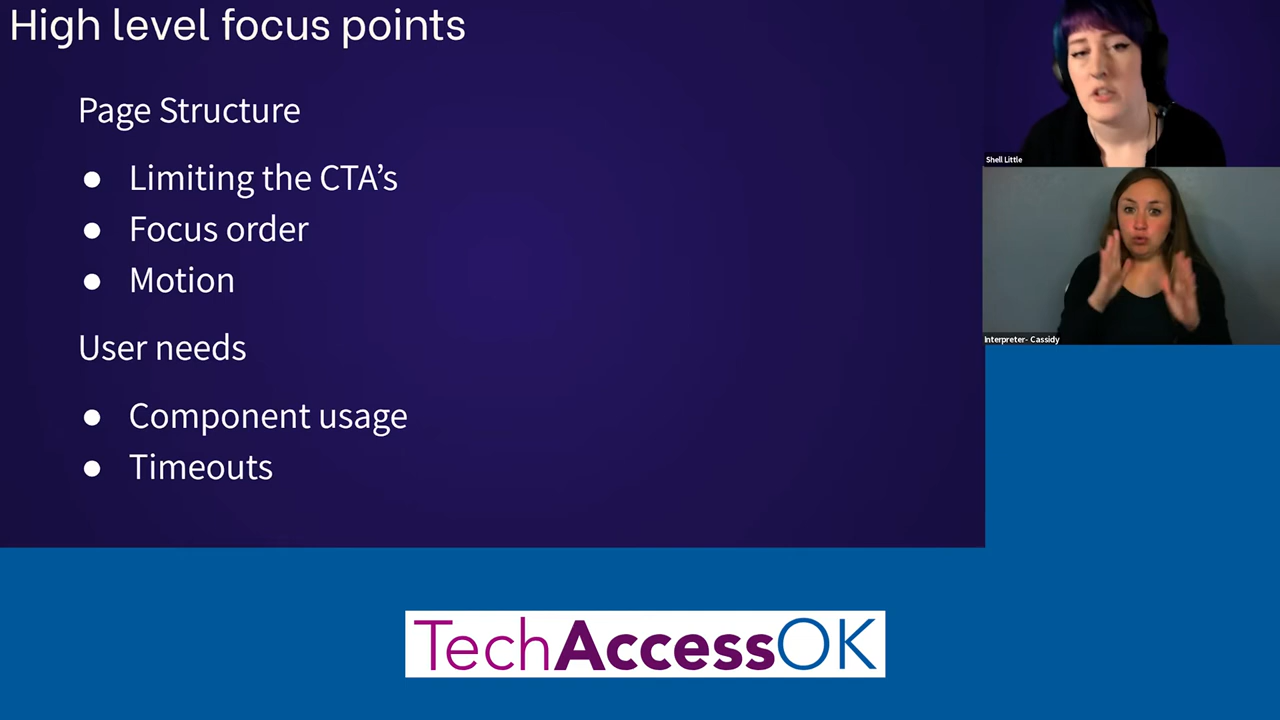 High level focus points
Page Structure
● Limiting the CTA’s
● Focus order
● Motion
User needs
● Component usage
● Timeouts
Shell Little
Interpreter- Cassidy
TechAccessOK